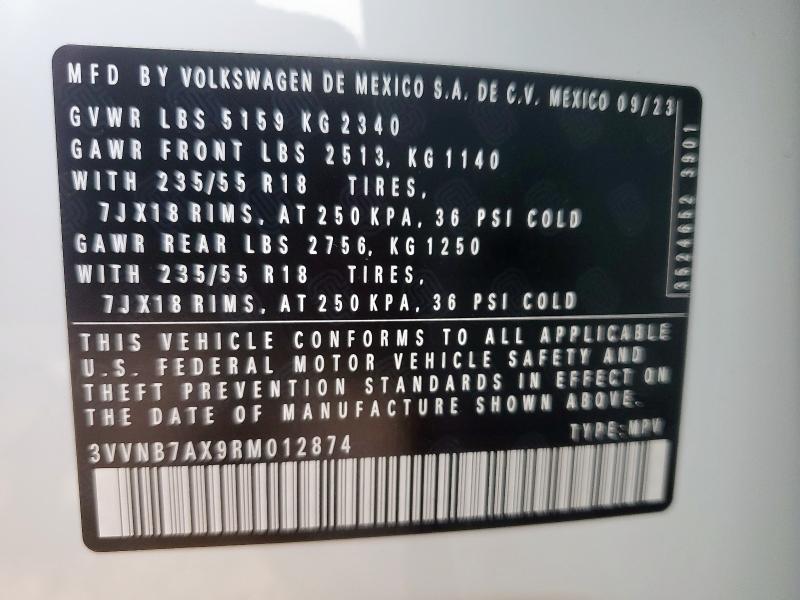 MFD BY VOLKSWAGEN DE MEXICO S.A. DE C.V. MEXICO 09/23
GVWR LBS 5159 KG 2340
GAWR FRONT LBS 2513, KG 1140
WITH 235/55 R18 TIRES,
7JX18 RIMS, AT 250 KPA, 36 PSI COLD
GAWR REAR LBS 2756, KG 1250
WITH 235/55 R18 TIRES,
7JX18 RIMS, AT 250 KPA, 36 PSI COLD
3524652 3901
THIS VEHICLE CONFORMS TO ALL APPLICABLE
U.S. FEDERAL MOTOR VEHICLE SAFETY AND
THEFT PREVENTION STANDARDS IN EFFECT ON
THE DATE OF MANUFACTURE SHOWN ABOVE.
TYPE:MPV
3VVNB7AX9RM012874